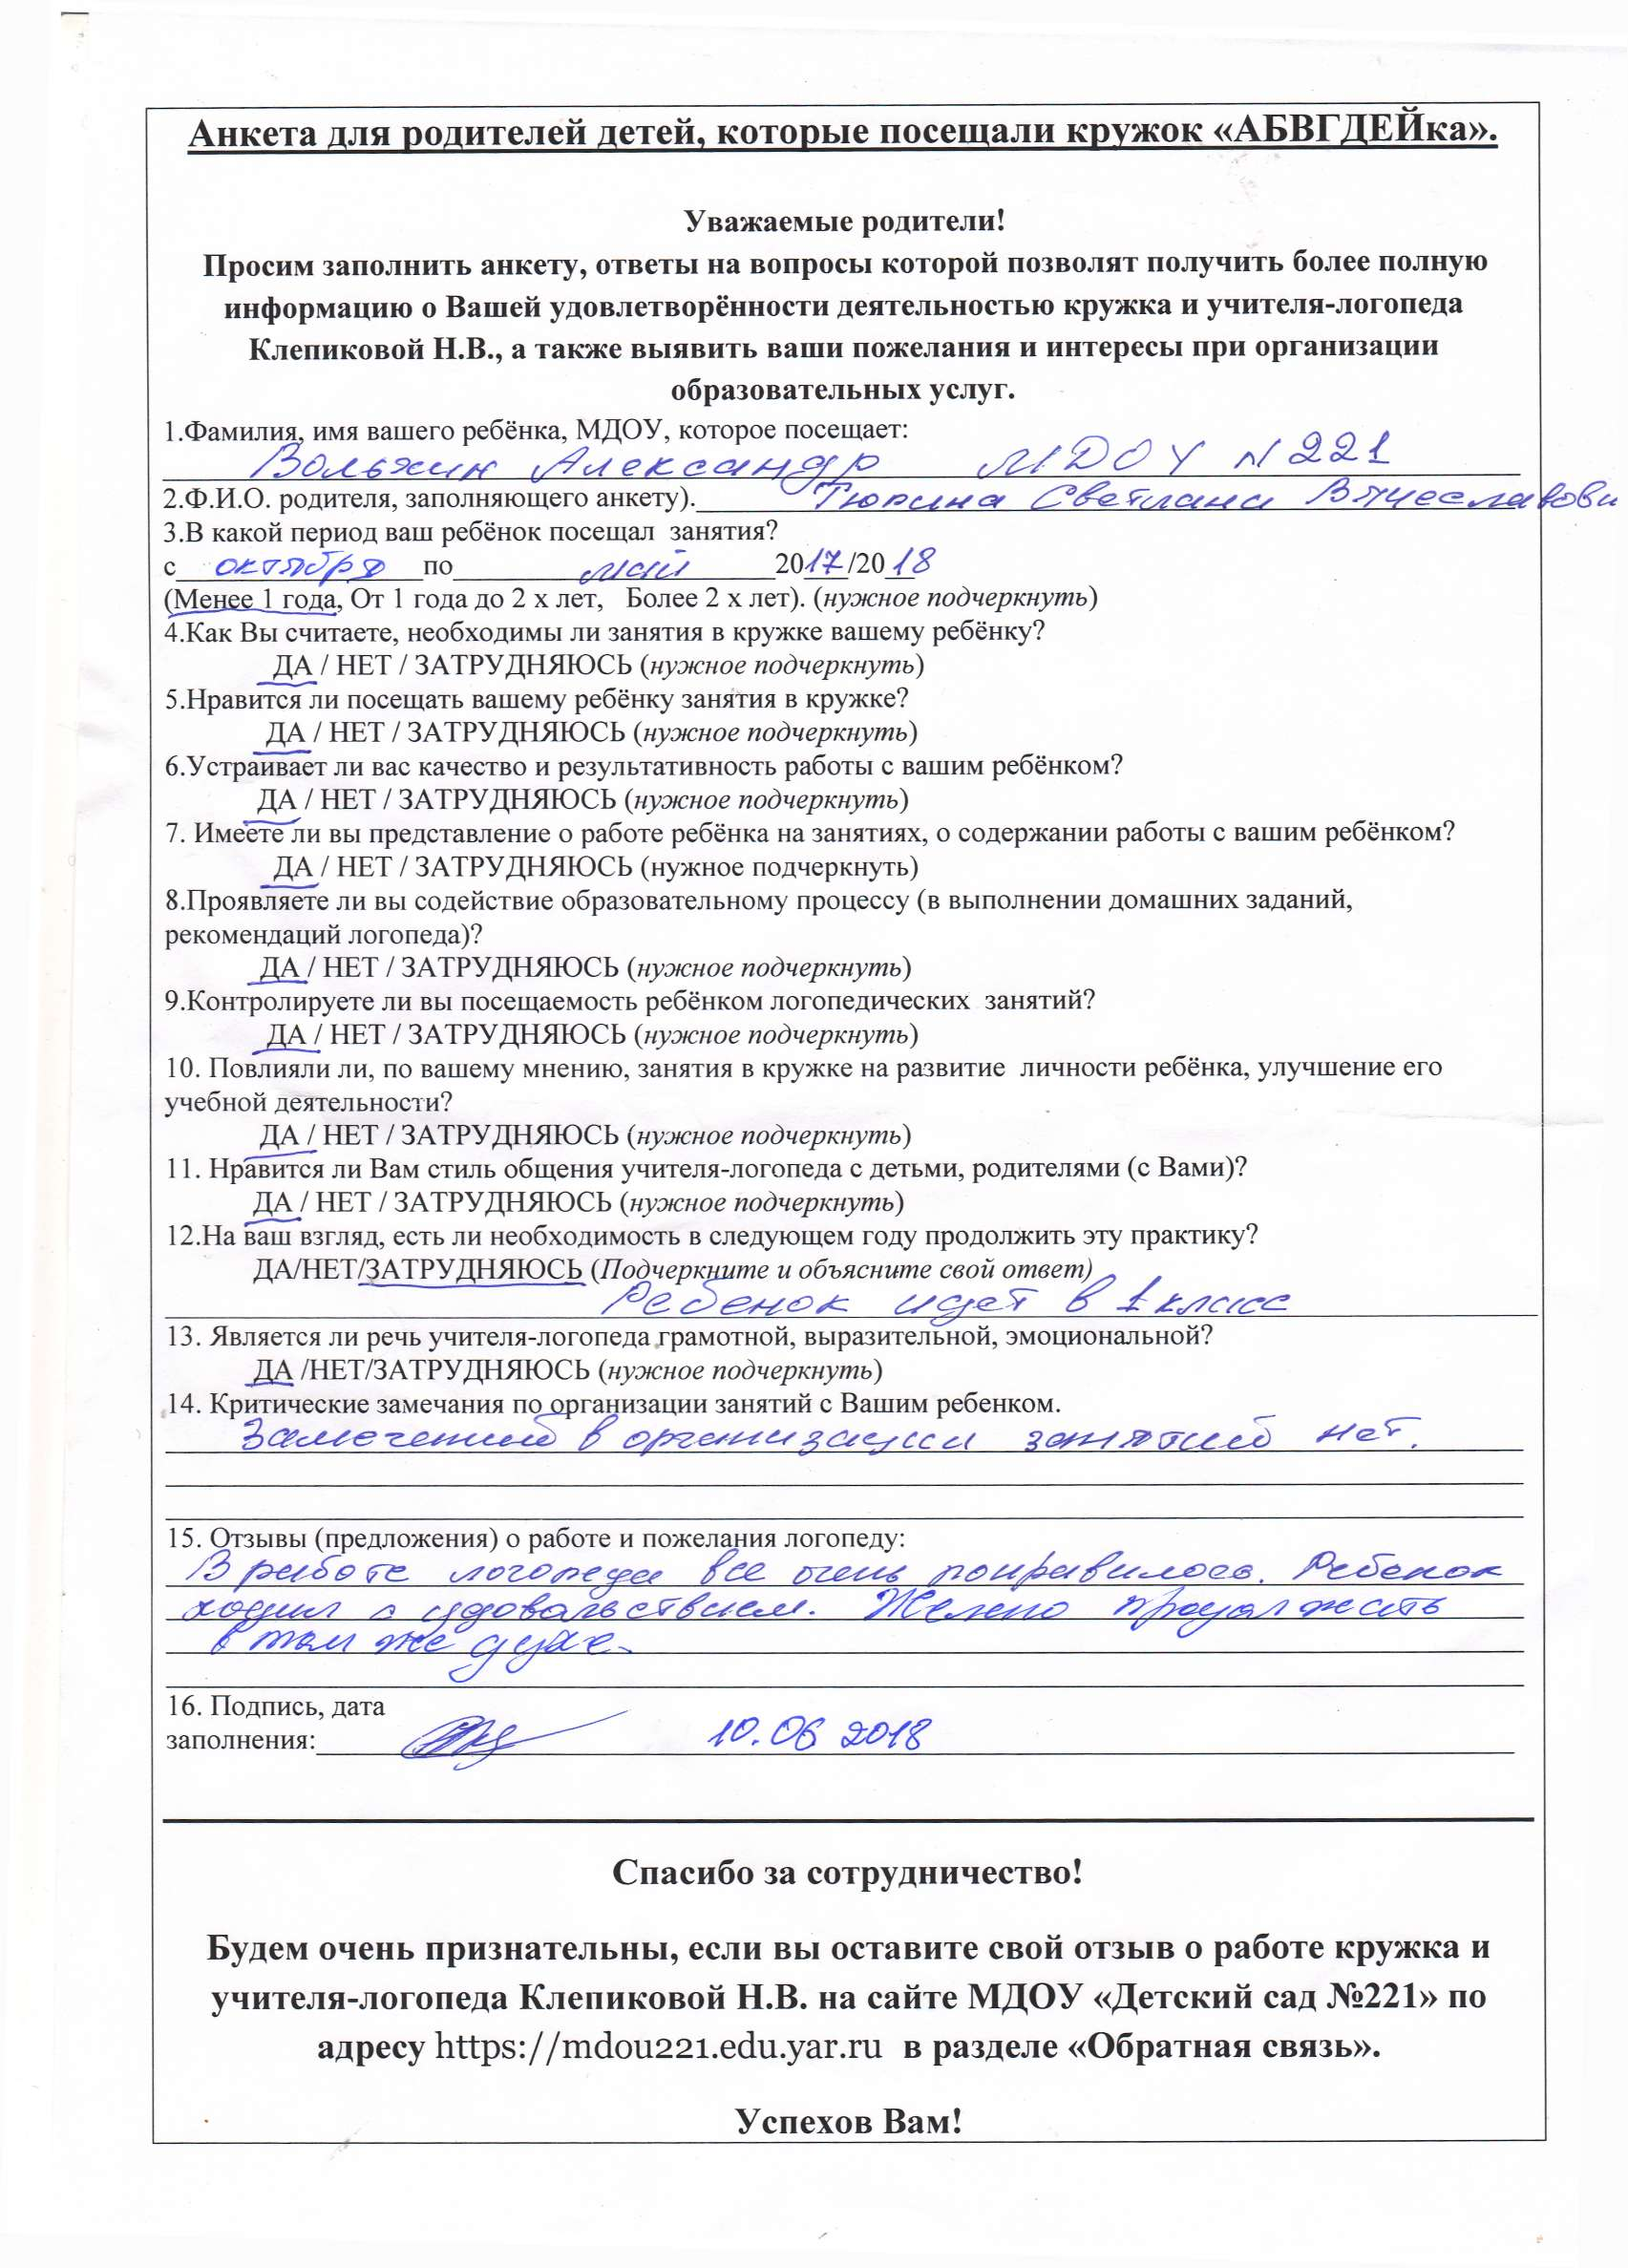 Анкета для родителей детей, которые посещали кружок «АБВГДЕЙка».
Уважаемые родители!
Просим заполнить анкету, ответы на вопросы которой позволят получить более полную
информацию о Вашей удовлетворённости деятельностью кружка и учителя-логопеда
Клепиковой Н.В., а также выявить ваши пожелания и интересы при организации
образовательных услуг.
1.Фамилия, имя вашего ребёнка, МДОУ, которое посещает:
Вольхин Александр МДОУ N 221
2.Ф.И.О. родителя, заполняющего анкету). Светлана Вячеславовн
3.В какой период ваш ребёнок посещал занятия?
с октября по май 2017/2018
(Менее 1 года, От 1 года до 2 х лет, Более 2 х лет). (нужное подчеркнуть)
4.Как Вы считаете, необходимы ли занятия в кружке вашему ребёнку?
ДА / НЕТ / ЗАТРУДНЯЮСЬ (нужное подчеркнуть)
5.Нравится ли посещать вашему ребёнку занятия в кружке?
ДА / НЕТ / ЗАТРУДНЯЮСЬ (нужное подчеркнуть)
6.Устраивает ли вас качество и результативность работы с вашим ребёнком?
ДА / НЕТ / ЗАТРУДНЯЮСЬ (нужное подчеркнуть)
7. Имеете ли вы представление о работе ребёнка на занятиях, о содержании работы с вашим ребёнком?
ДА / НЕТ / ЗАТРУДНЯЮСЬ (нужное подчеркнуть)
8.Проявляете ли вы содействие образовательному процессу (в выполнении домашних заданий,
рекомендаций логопеда)?
ДА / НЕТ / ЗАТРУДНЯЮСЬ (нужное подчеркнуть)
9.Контролируете ли вы посещаемость ребёнком логопедических занятий?
ДА / НЕТ / ЗАТРУДНЯЮСЬ (нужное подчеркнуть)
10. Повлияли ли, по вашему мнению, занятия в кружке на развитие личности ребёнка, улучшение его
учебной деятельности?
ДА / НЕТ / ЗАТРУДНЯЮСЬ (нужное подчеркнуть)
11. Нравится ли Вам стиль общения учителя-логопеда с детьми, родителями (с Вами)?
ДА / НЕТ / ЗАТРУДНЯЮСЬ (нужное подчеркнуть)
12.На ваш взгляд, есть ли необходимость в следующем году продолжить эту практику?
ДА/НЕТ/ЗАТРУДНЯЮСЬ (Подчеркните и объясните свой ответ)
Ребенок идет в 1 класс
13. Является ли речь учителя-логопеда грамотной, выразительной, эмоциональной?
ДА /НЕТ/ЗАТРУДНЯЮСЬ (нужное подчеркнуть)
14. Критические замечания по организации занятий с Вашим ребенком.
Замечаний в организации занятий нет.
15. Отзывы (предложения) о работе и пожелания логопеду:
В работе логопеда все очень понравилось. Ребенок
ходил с удовольствием. Желаю продолжать
в том же духе.
16. Подпись, дата
заполнения: 10.06 2018
Спасибо за сотрудничество!
Будем очень признательны, если вы оставите свой отзыв о работе кружка и
учителя-логопеда Клепиковой Н.В. на сайте МДОУ «Детский сад №221» по
адресу https://mdou221.edu.yar.ru в разделе «Обратная связь».
Успехов Вам!